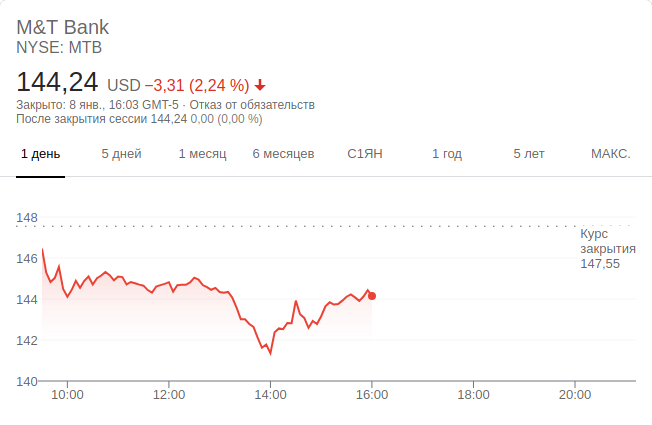 M&T Bank
NYSE: MTB
144,24 USD −3,31 (2,24 %)
Закрыто: 8 янв., 16:03 GMT-5 · Отказ от обязательств
После закрытия сессии 144,24 0,00 (0,00 %)
1 день 5 дней 1 месяц 6 месяцев С1ЯН 1 год 5 лет МАКС.
148
Курс
закрытия
147,55
146
144
142
140
10:00 12:00 14:00 16:00 18:00 20:00